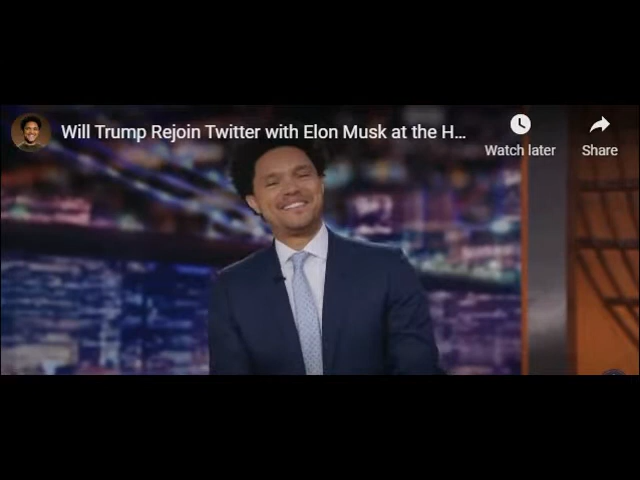 Will Trump Rejoin Twitter with Elon Musk at the H...
Watch later
Share